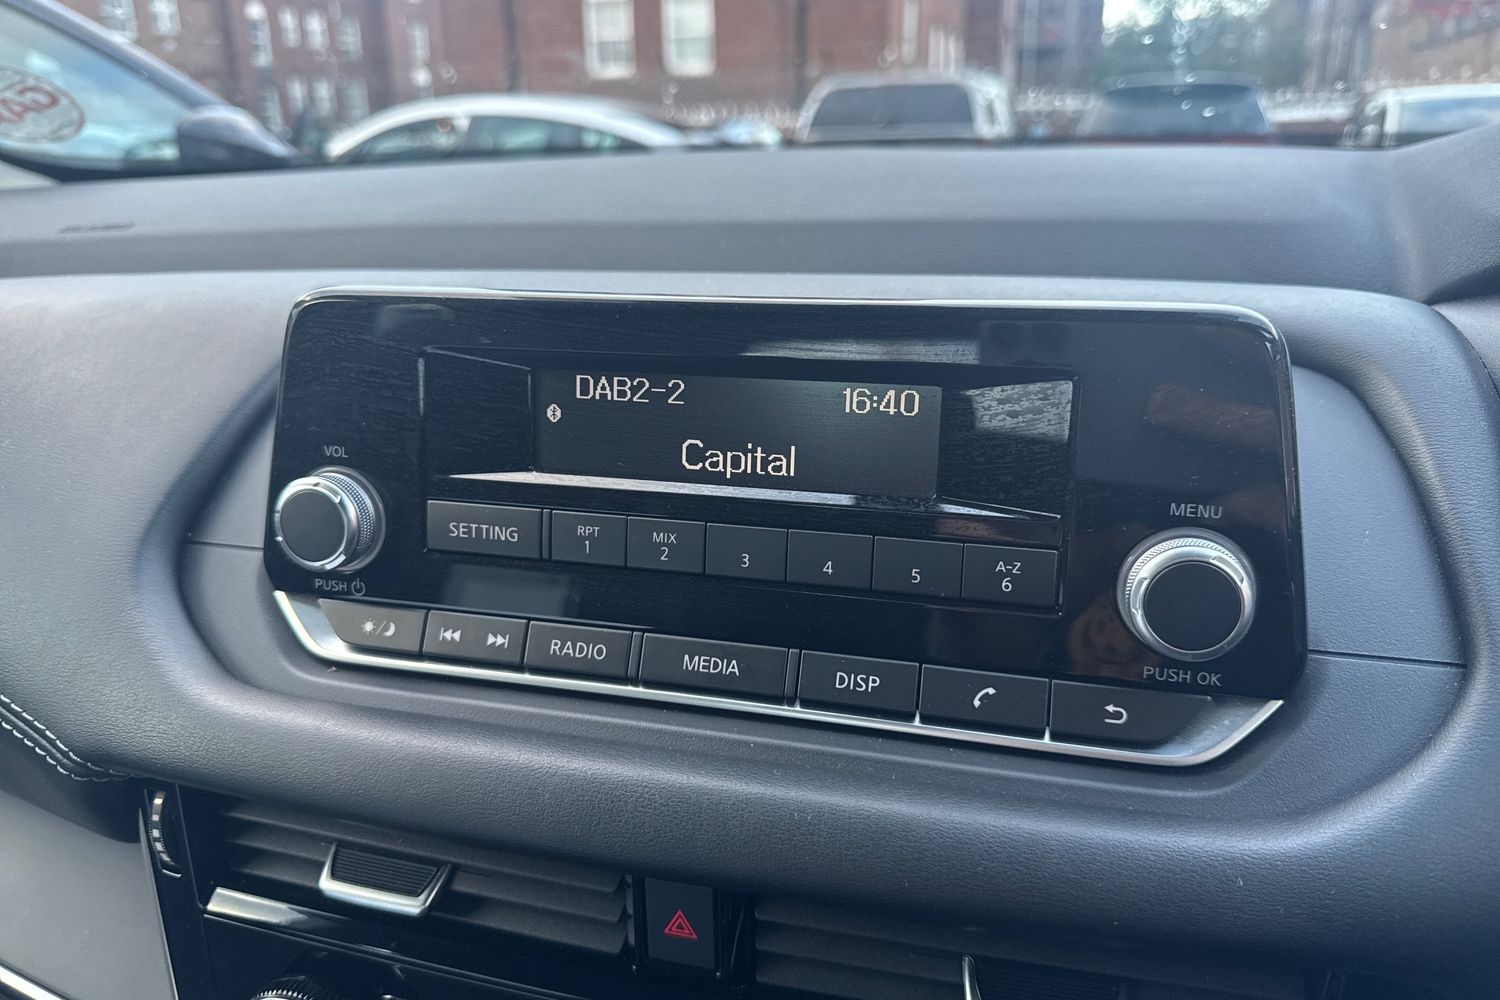 DAB2-2 16:40
Capital
VOL
MENU
SETTING
RPT
1
MIX
2
3
4
5
A-Z
6
PUSH
PUSH OK
RADIO
MEDIA
DISP